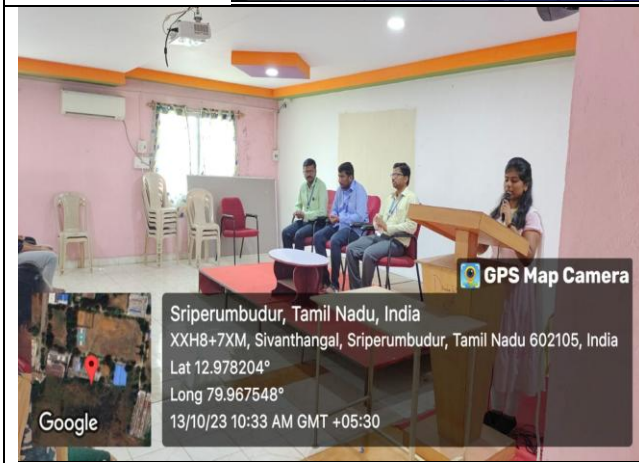 GPS Map Camera
Sriperumbudur, Tamil Nadu, India
XXH8+7XM, Sivanthangal, Sriperumbudur, Tamil Nadu 602105, India
Lat 12.978204°
Long 79.967548°
13/10/23 10:33 AM GMT +05:30
Google